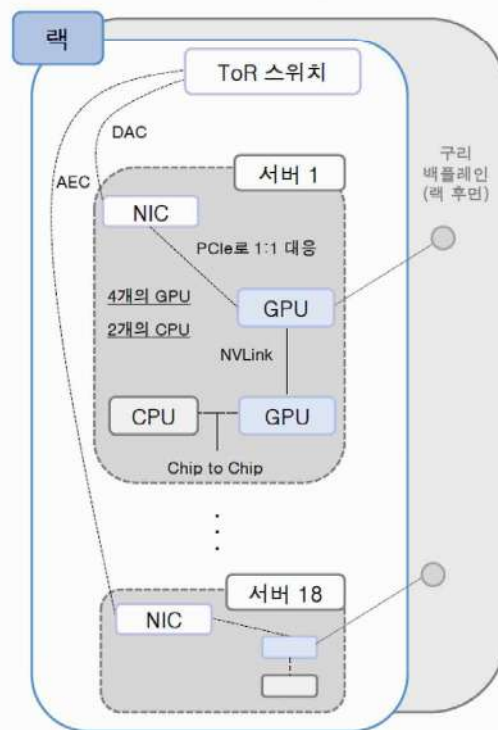 랙
ToR 스위치
DAC
AEC
구리
백플레인
(랙 후면)
서버 1
NIC
PCIe로 1:1 대응
4개의 GPU
2개의 CPU
GPU
NVLink
CPU
GPU
Chip to Chip
서버 18
NIC